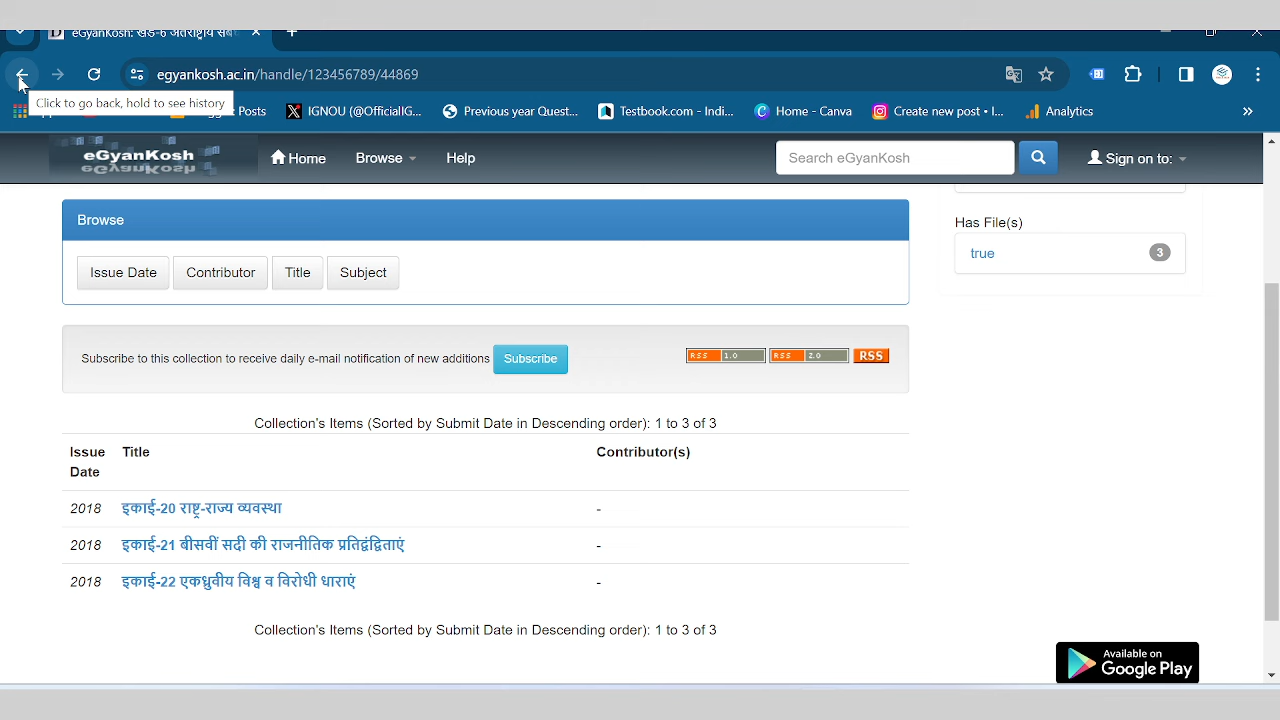 eGyanKosh: खंड-6 अंतर्राष्ट्रीय संबं
egyankosh.ac.in/handle/123456789/44869
Click to go back, hold to see history
Posts
IGNOU (@OfficialIG...
Previous year Quest...
Testbook.com - Indi...
Home - Canva
Create new post • I...
Analytics
»
eGyanKosh
Home
Browse
Help
Search eGyanKosh
Sign on to:
Browse
Issue Date
Contributor
Title
Subject
Has File(s)
true 3
Subscribe to this collection to receive daily e-mail notification of new additions
Subscribe
RSS 1.0
RSS 2.0
RSS
Collection's Items (Sorted by Submit Date in Descending order): 1 to 3 of 3
Issue Date Title Contributor(s)
2018 इकाई-20 राष्ट्र-राज्य व्यवस्था -
2018 इकाई-21 बीसवीं सदी की राजनीतिक प्रतिद्वंद्विताएं -
2018 इकाई-22 एकध्रुवीय विश्व व विरोधी धाराएं -
Collection's Items (Sorted by Submit Date in Descending order): 1 to 3 of 3
Available on
Google Play